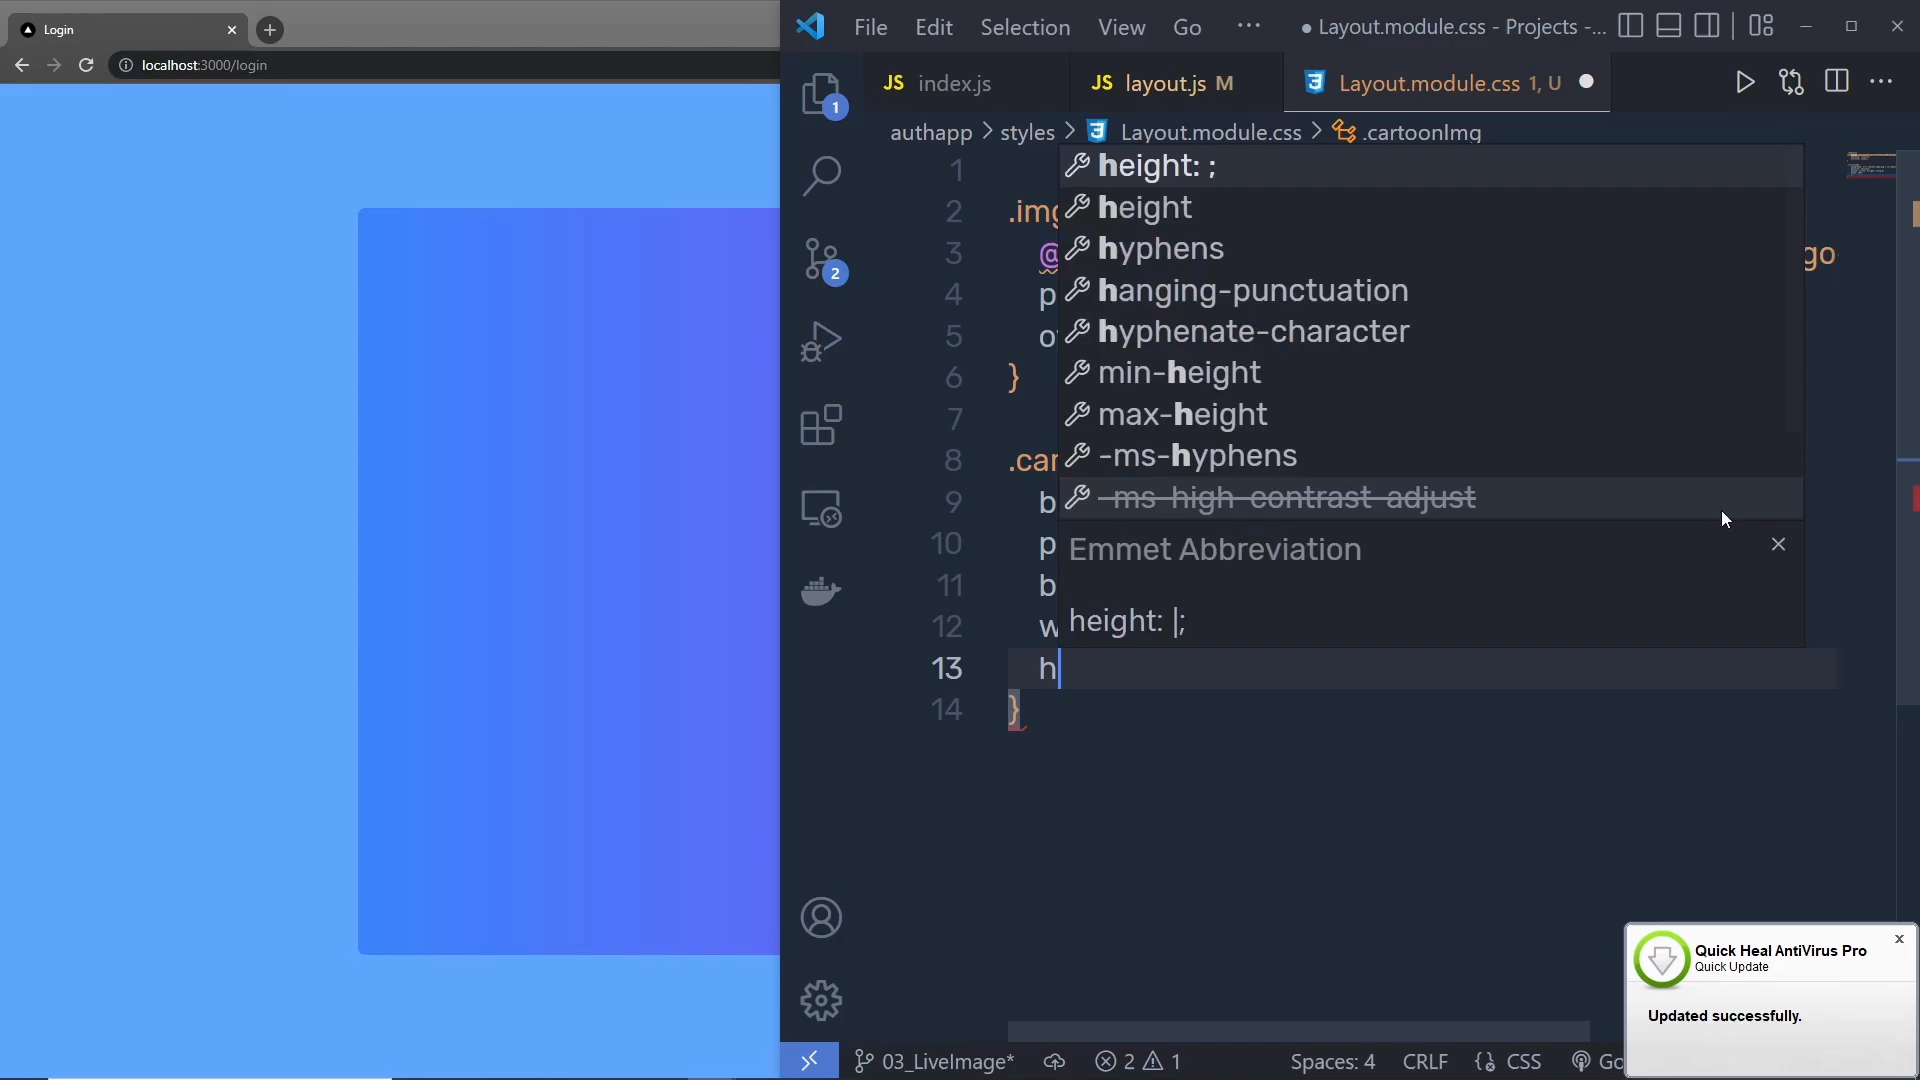 Login
localhost:3000/login
File Edit Selection View Go ··· ● Layout.module.css - Projects -...
JS index.js
JS layout.js M
Layout.module.css 1, U
authapp > styles > Layout.module.css > .cartoonImg
1
2 .img
3 @ go
4 p
5 o
6 }
7
8 .car
9 b
10 p
11 b
12 w
13 h
14 }
height: ;
height
hyphens
hanging-punctuation
hyphenate-character
min-height
max-height
-ms-hyphens
-ms-high-contrast-adjust
Emmet Abbreviation
height: |;
1
2
Quick Heal AntiVirus Pro
Quick Update
Updated successfully.
03_LiveImage* 2 1 Spaces: 4 CRLF {} CSS Go